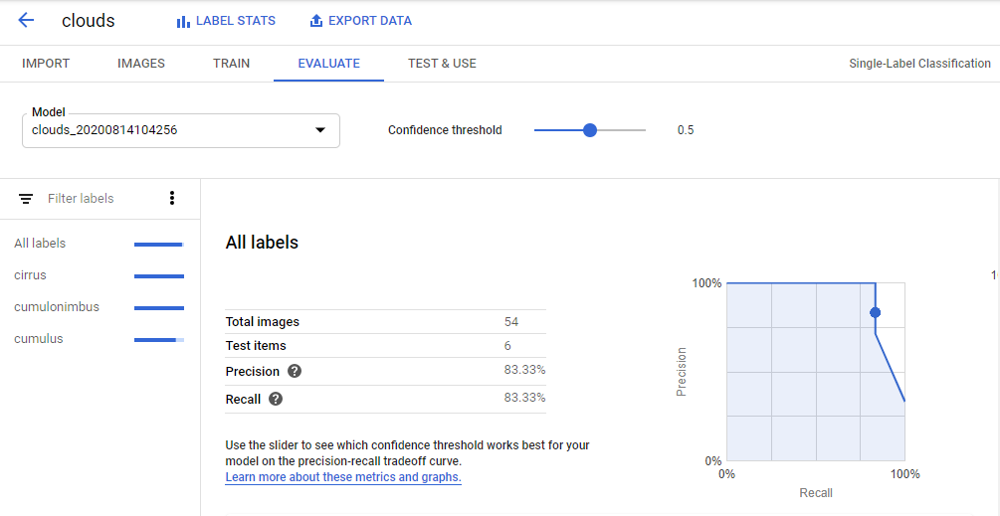 clouds LABEL STATS EXPORT DATA
IMPORT IMAGES TRAIN EVALUATE TEST & USE Single-Label Classification
Model
clouds_20200814104256 Confidence threshold 0.5
Filter labels
All labels
cirrus
cumulonimbus
cumulus
All labels
Total images 54
Test items 6
Precision ? 83.33%
Recall ? 83.33%
Use the slider to see which confidence threshold works best for your
model on the precision-recall tradeoff curve.
Learn more about these metrics and graphs.
100%
Precision
0%
0% 100%
Recall
1